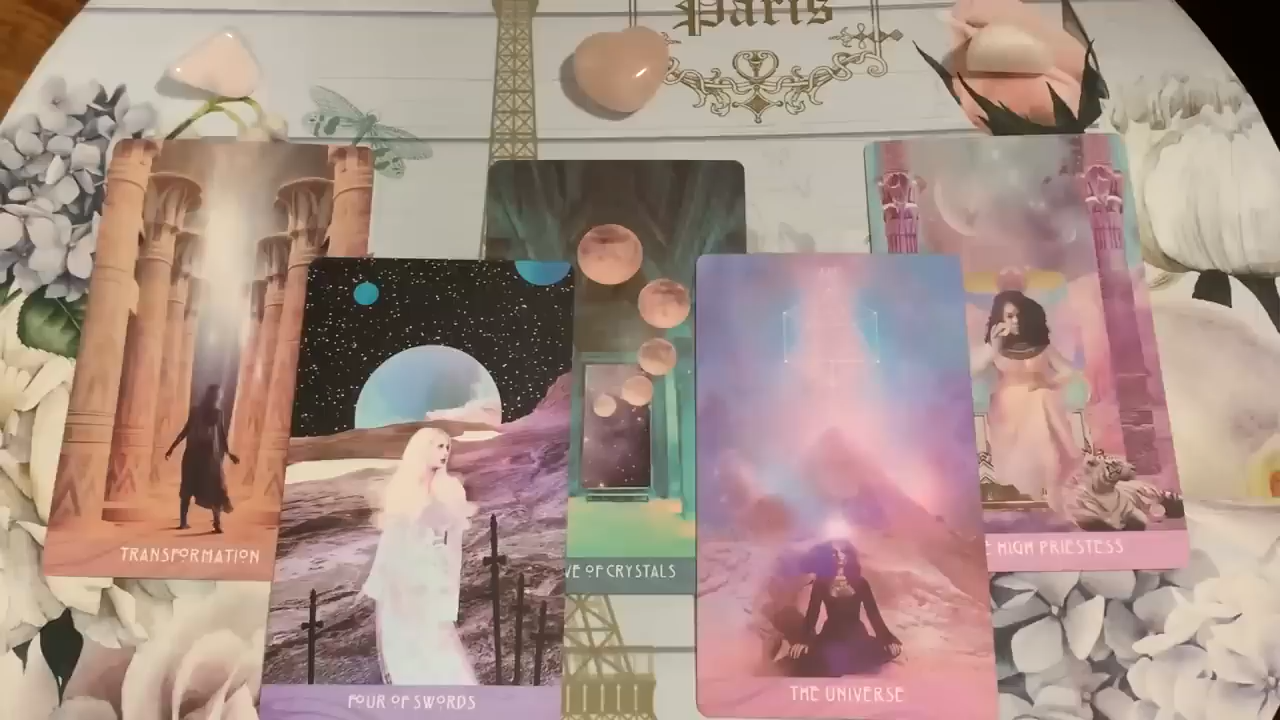 Paris
TRANSFORMATION
VE OF CRYSTALS
E HIGH PRIESTESS
FOUR OF SWORDS
THE UNIVERSE